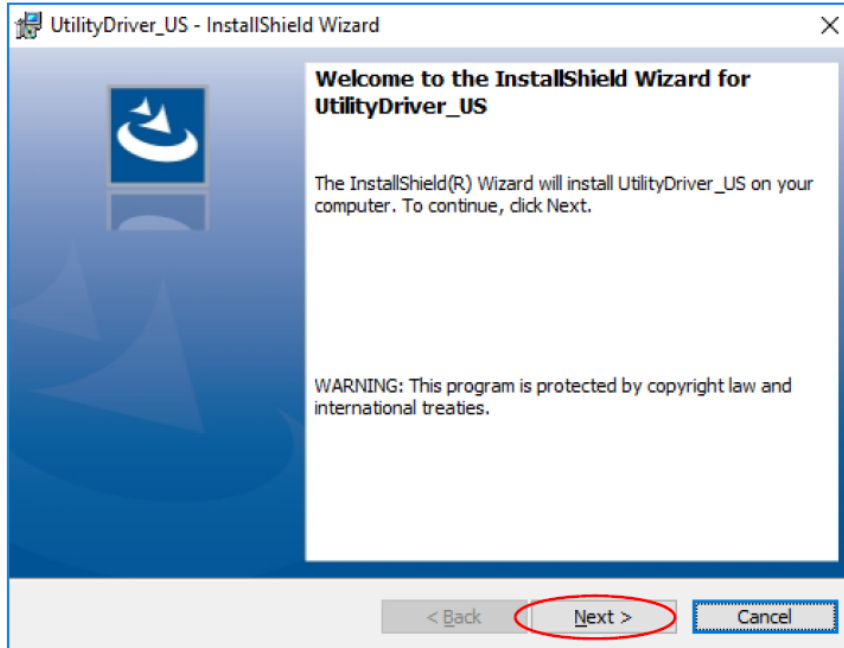 UtilityDriver_US - InstallShield Wizard
Welcome to the InstallShield Wizard for
UtilityDriver_US
The InstallShield(R) Wizard will install UtilityDriver_US on your
computer. To continue, click Next.
WARNING: This program is protected by copyright law and
international treaties.
< Back Next > Cancel